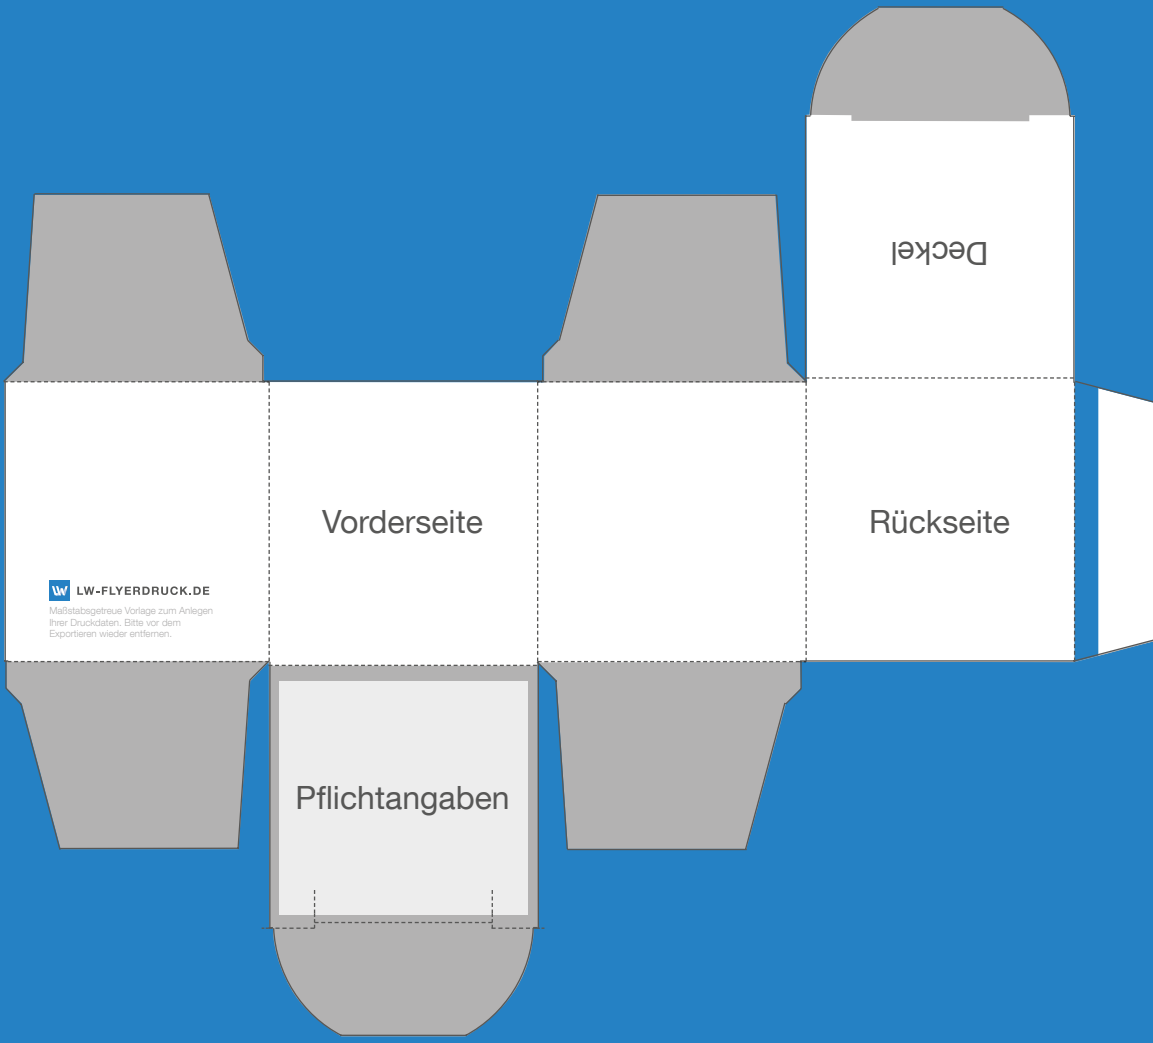 Deckel
Vorderseite
Rückseite
LW LW-FLYERDRUCK.DE
Maßstabsgetreue Vorlage zum Anlegen
Ihrer Druckdaten. Bitte vor dem
Exportieren wieder entfernen.
Pflichtangaben